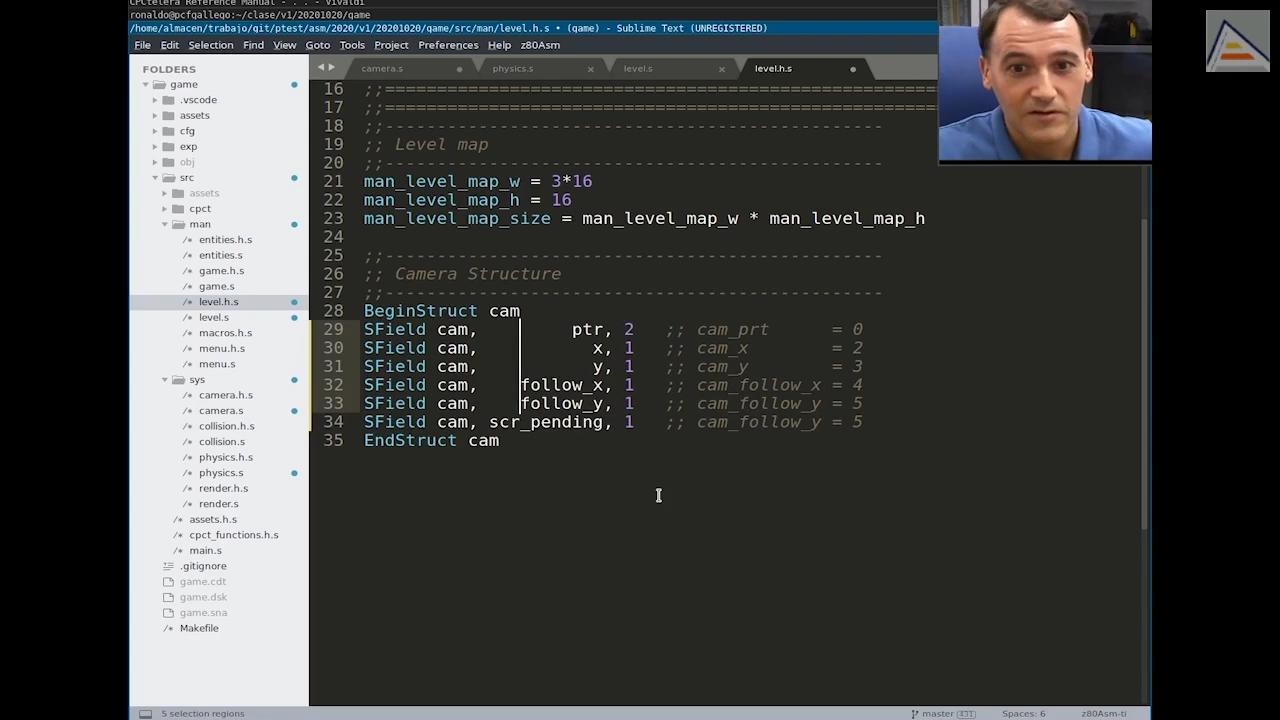 CPCtelera Reference Manual - . . - Vivaldi
ronaldo@pcfgallego:~/clase/v1/20201020/game
/home/almacen/trabajo/git/ptest/asm/2020/v1/20201020/game/src/man/level.h.s • (game) - Sublime Text (UNREGISTERED)
File Edit Selection Find View Goto Tools Project Preferences Help z80Asm
FOLDERS
game
.vscode
assets
cfg
exp
obj
src
assets
cpct
man
entities.h.s
entities.s
game.h.s
game.s
level.h.s
level.s
macros.h.s
menu.h.s
menu.s
sys
camera.h.s
camera.s
collision.h.s
collision.s
physics.h.s
physics.s
render.h.s
render.s
assets.h.s
cpct_functions.h.s
main.s
.gitignore
game.cdt
game.dsk
game.sna
Makefile
camera.s physics.s level.s level.h.s
16 ;;=====================================================
17 ;;=====================================================
18 ;;------------------------------------------------
19 ;; Level map
20 ;;------------------------------------------------
21 man_level_map_w = 3*16
22 man_level_map_h = 16
23 man_level_map_size = man_level_map_w * man_level_map_h
24
25 ;;------------------------------------------------
26 ;; Camera Structure
27 ;;------------------------------------------------
28 BeginStruct cam
29 SField cam, ptr, 2 ;; cam_prt = 0
30 SField cam, x, 1 ;; cam_x = 2
31 SField cam, y, 1 ;; cam_y = 3
32 SField cam, follow_x, 1 ;; cam_follow_x = 4
33 SField cam, follow_y, 1 ;; cam_follow_y = 5
34 SField cam, scr_pending, 1 ;; cam_follow_y = 5
35 EndStruct cam
5 selection regions master 431 Spaces: 6 z80Asm-ti